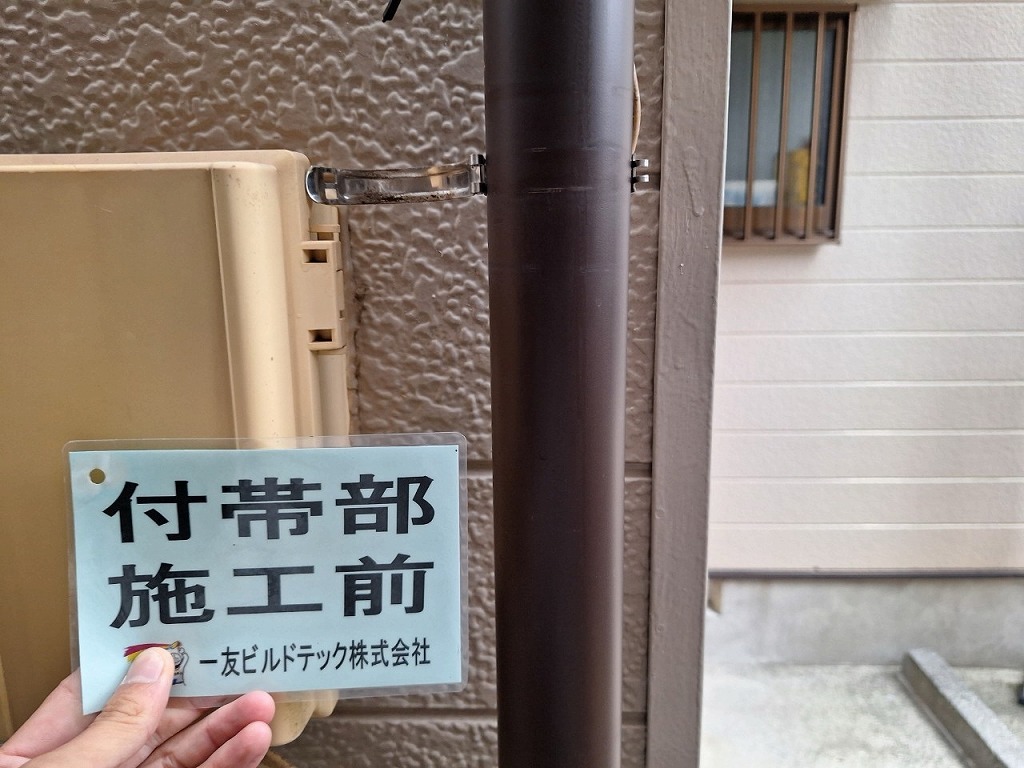 付帯部
施工前
一友ビルドテック株式会社